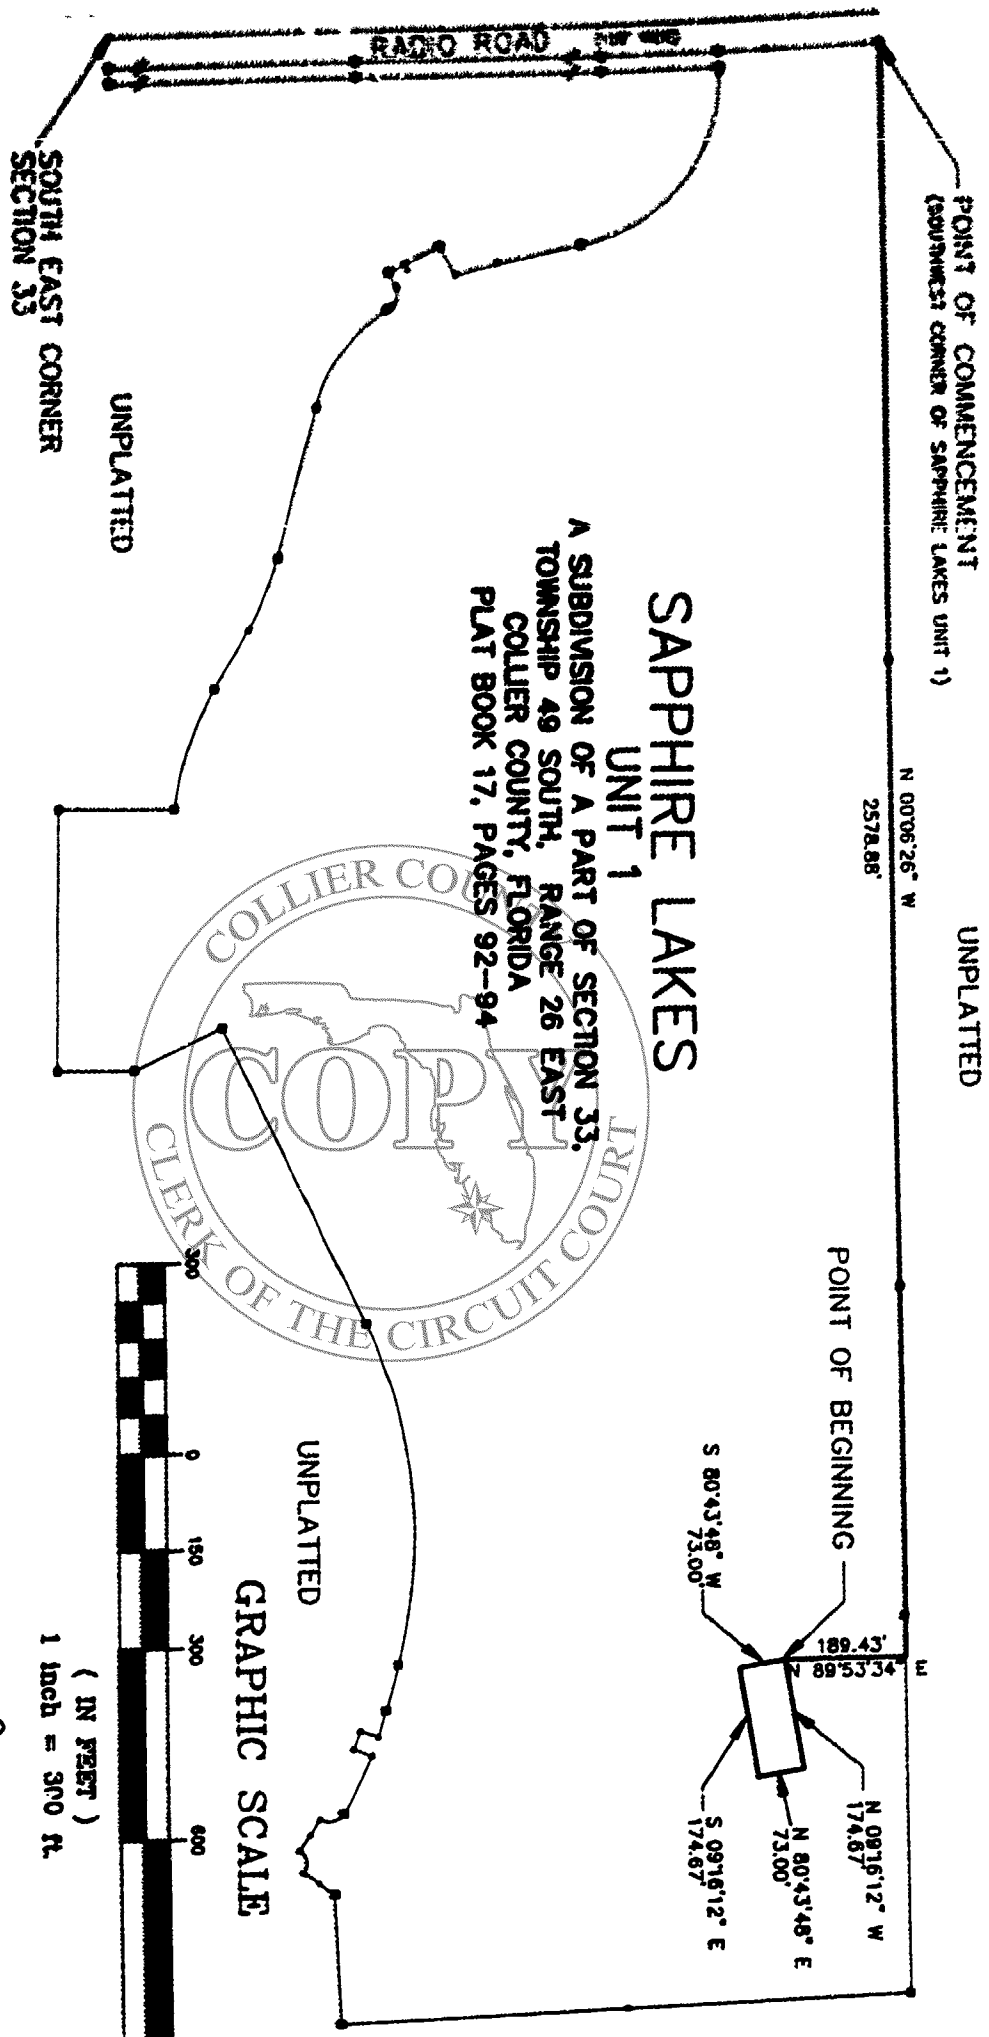 RADIO ROAD
POINT OF COMMENCEMENT
(SOUTHWEST CORNER OF SAPPHIRE LAKES UNIT 1)
SOUTH EAST CORNER
SECTION 33
UNPLATTED
N 00°06'26" W
2578.88'
UNPLATTED
SAPPHIRE LAKES
UNIT 1
A SUBDIVISION OF A PART OF SECTION 33,
TOWNSHIP 49 SOUTH, RANGE 26 EAST
COLLIER COUNTY, FLORIDA
PLAT BOOK 17, PAGES 92-94
COLLIER COUNTY
COPY
CLERK OF THE CIRCUIT COURT
POINT OF BEGINNING
189.43'
N 89°53'34" E
S 80°43'48" W
73.00'
N 09°16'12" W
174.67'
N 80°43'48" E
73.00'
S 09°16'12" E
174.67'
UNPLATTED
GRAPHIC SCALE
300 0 150 300 600
( IN FEET )
1 inch = 300 ft.